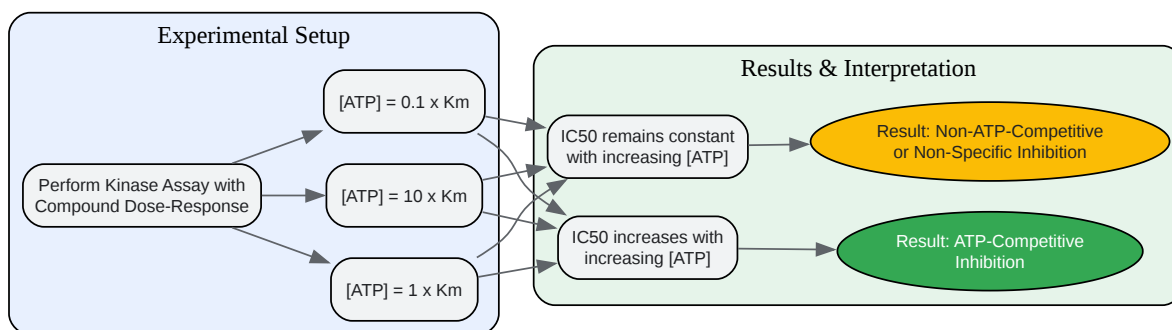 Experimental Setup
Perform Kinase Assay with
Compound Dose-Response
[ATP] = 0.1 x Km
[ATP] = 10 x Km
[ATP] = 1 x Km
Results & Interpretation
IC50 remains constant
with increasing [ATP]
IC50 increases with
increasing [ATP]
Result: Non-ATP-Competitive
or Non-Specific Inhibition
Result: ATP-Competitive
Inhibition